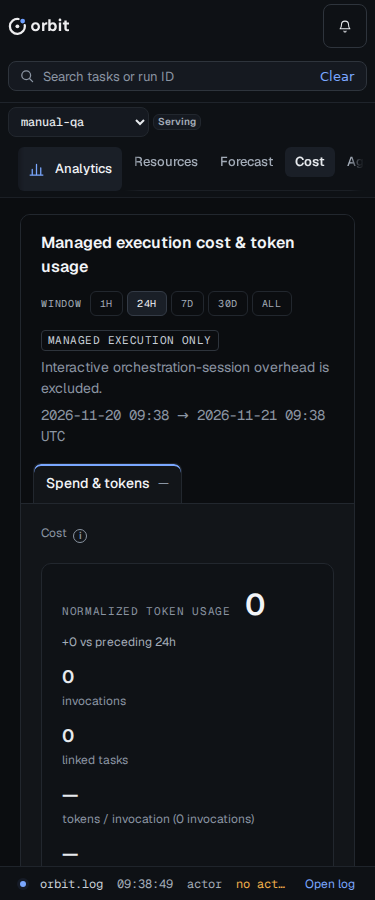 orbit
Search tasks or run ID
Clear
manual-qa
Serving
Analytics
Resources
Forecast
Cost
Ag
Managed execution cost & token
usage
WINDOW
1H
24H
7D
30D
ALL
MANAGED EXECUTION ONLY
Interactive orchestration-session overhead is
excluded.
2026-11-20 09:38 → 2026-11-21 09:38
UTC
Spend & tokens —
Cost
NORMALIZED TOKEN USAGE 0
+0 vs preceding 24h
0
invocations
0
linked tasks
—
tokens / invocation (0 invocations)
—
orbit.log 09:38:49 actor no act… Open log